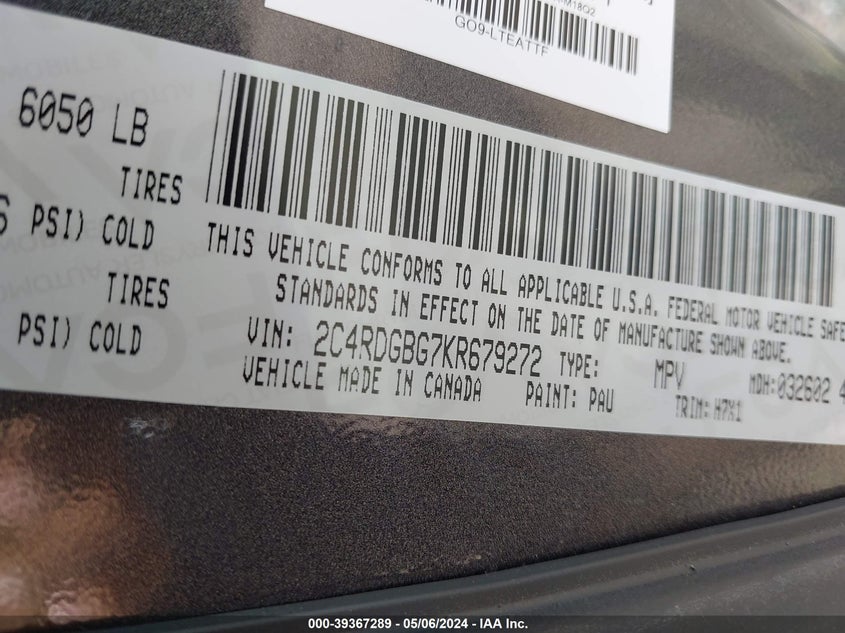 GO9-LTEATTF
6050 LB
TIRES
PSI) COLD
TIRES
PSI) COLD
THIS VEHICLE CONFORMS TO ALL APPLICABLE U.S.A. FEDERAL MOTOR VEHICLE SAFE
STANDARDS IN EFFECT ON THE DATE OF MANUFACTURE SHOWN ABOVE.
VIN: 2C4RDGBG7KR679272 TYPE: MPV MDH:032602 4
VEHICLE MADE IN CANADA PAINT: PAU TRIM: H7X1
000-39367289 - 05/06/2024 - IAA Inc.